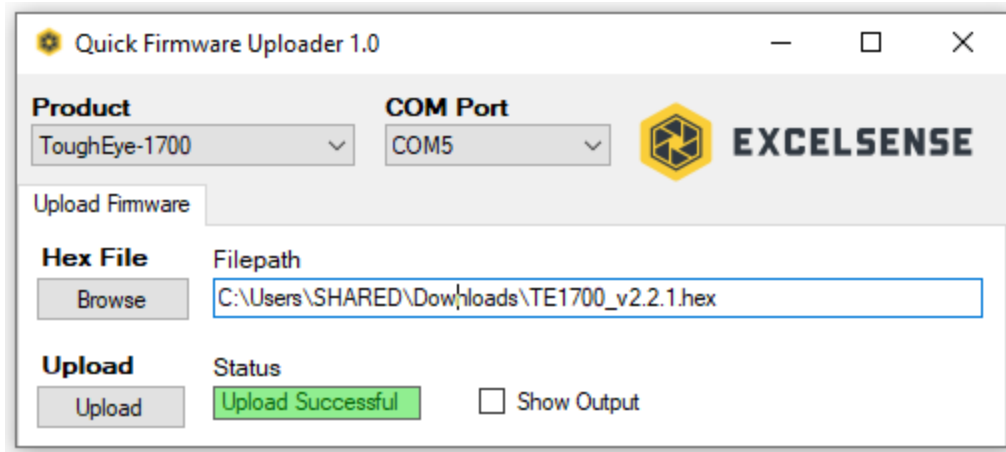 Quick Firmware Uploader 1.0
Product
COM Port
ToughEye-1700
COM5
EXCELSENSE
Upload Firmware
Hex File
Filepath
Browse
C:\Users\SHARED\Downloads\TE1700_v2.2.1.hex
Upload
Status
Upload
Upload Successful
Show Output